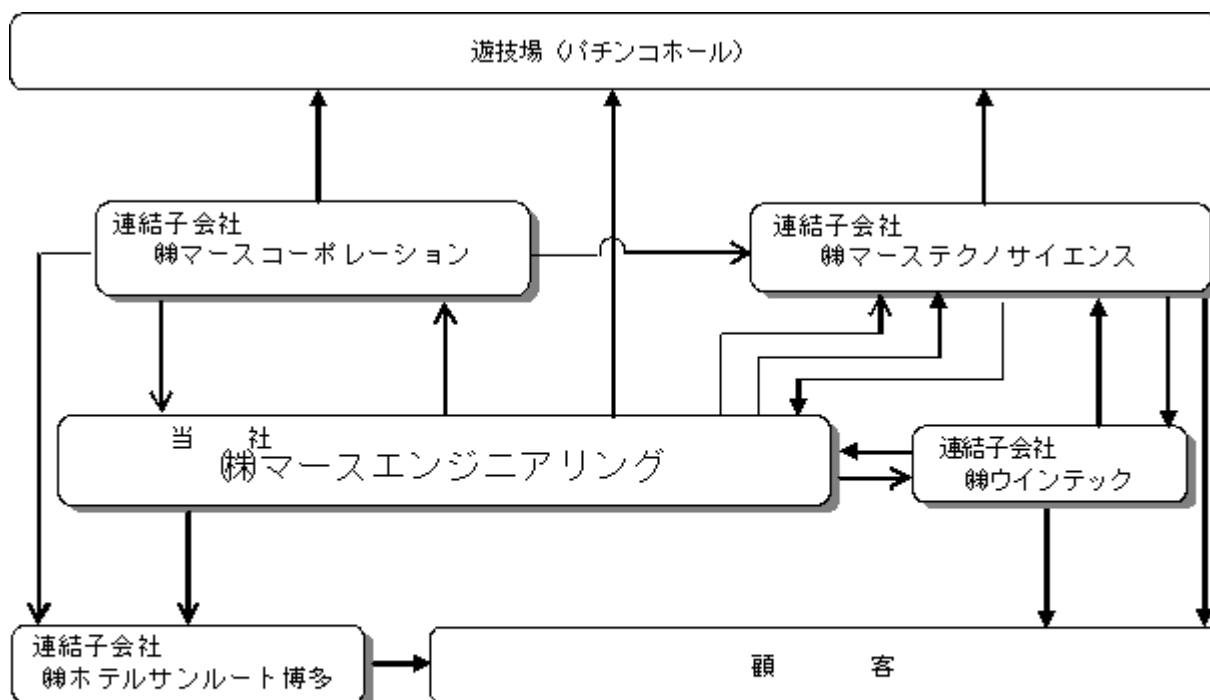 遊技場（パチンコホール）
連結子会社
㈱マースコーポレーション
連結子会社
㈱マーステクノサイエンス
当　　社
㈱マースエンジニアリング
連結子会社
㈱ウインテック
連結子会社
㈱ホテルサンルート博多
顧　　　客